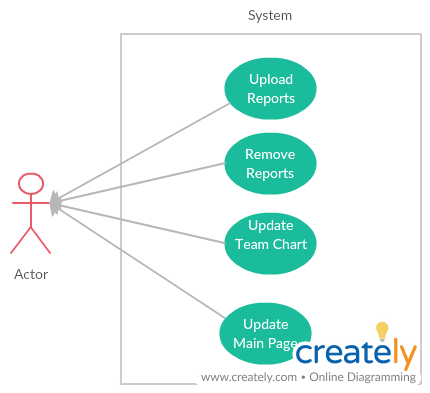 System
Upload
Reports
Remove
Reports
Update
Team Chart
Actor
Update
Main Page
creately
www.creately.com • Online Diagramming